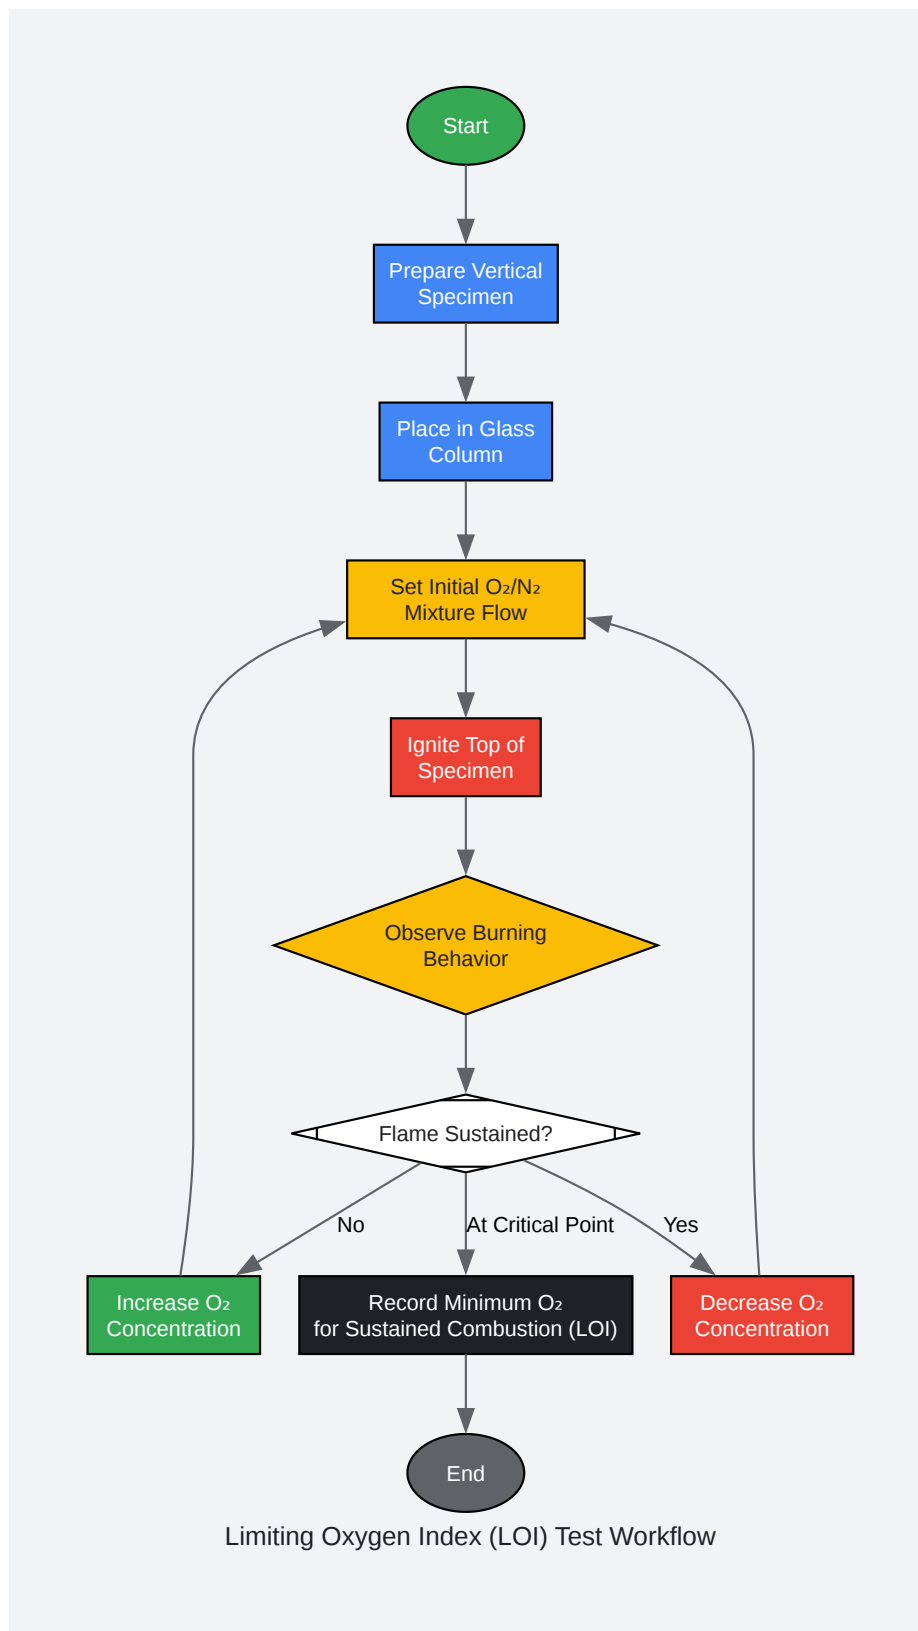 Start
Prepare Vertical
Specimen
Place in Glass
Column
Set Initial O₂/N₂
Mixture Flow
Ignite Top of
Specimen
Observe Burning
Behavior
Flame Sustained?
No
At Critical Point
Yes
Increase O₂
Concentration
Record Minimum O₂
for Sustained Combustion (LOI)
Decrease O₂
Concentration
End
Limiting Oxygen Index (LOI) Test Workflow